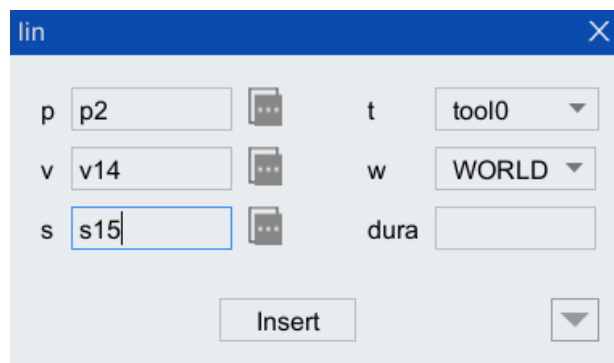 lin
p p2 t tool0
v v14 w WORLD
s s15 dura
Insert